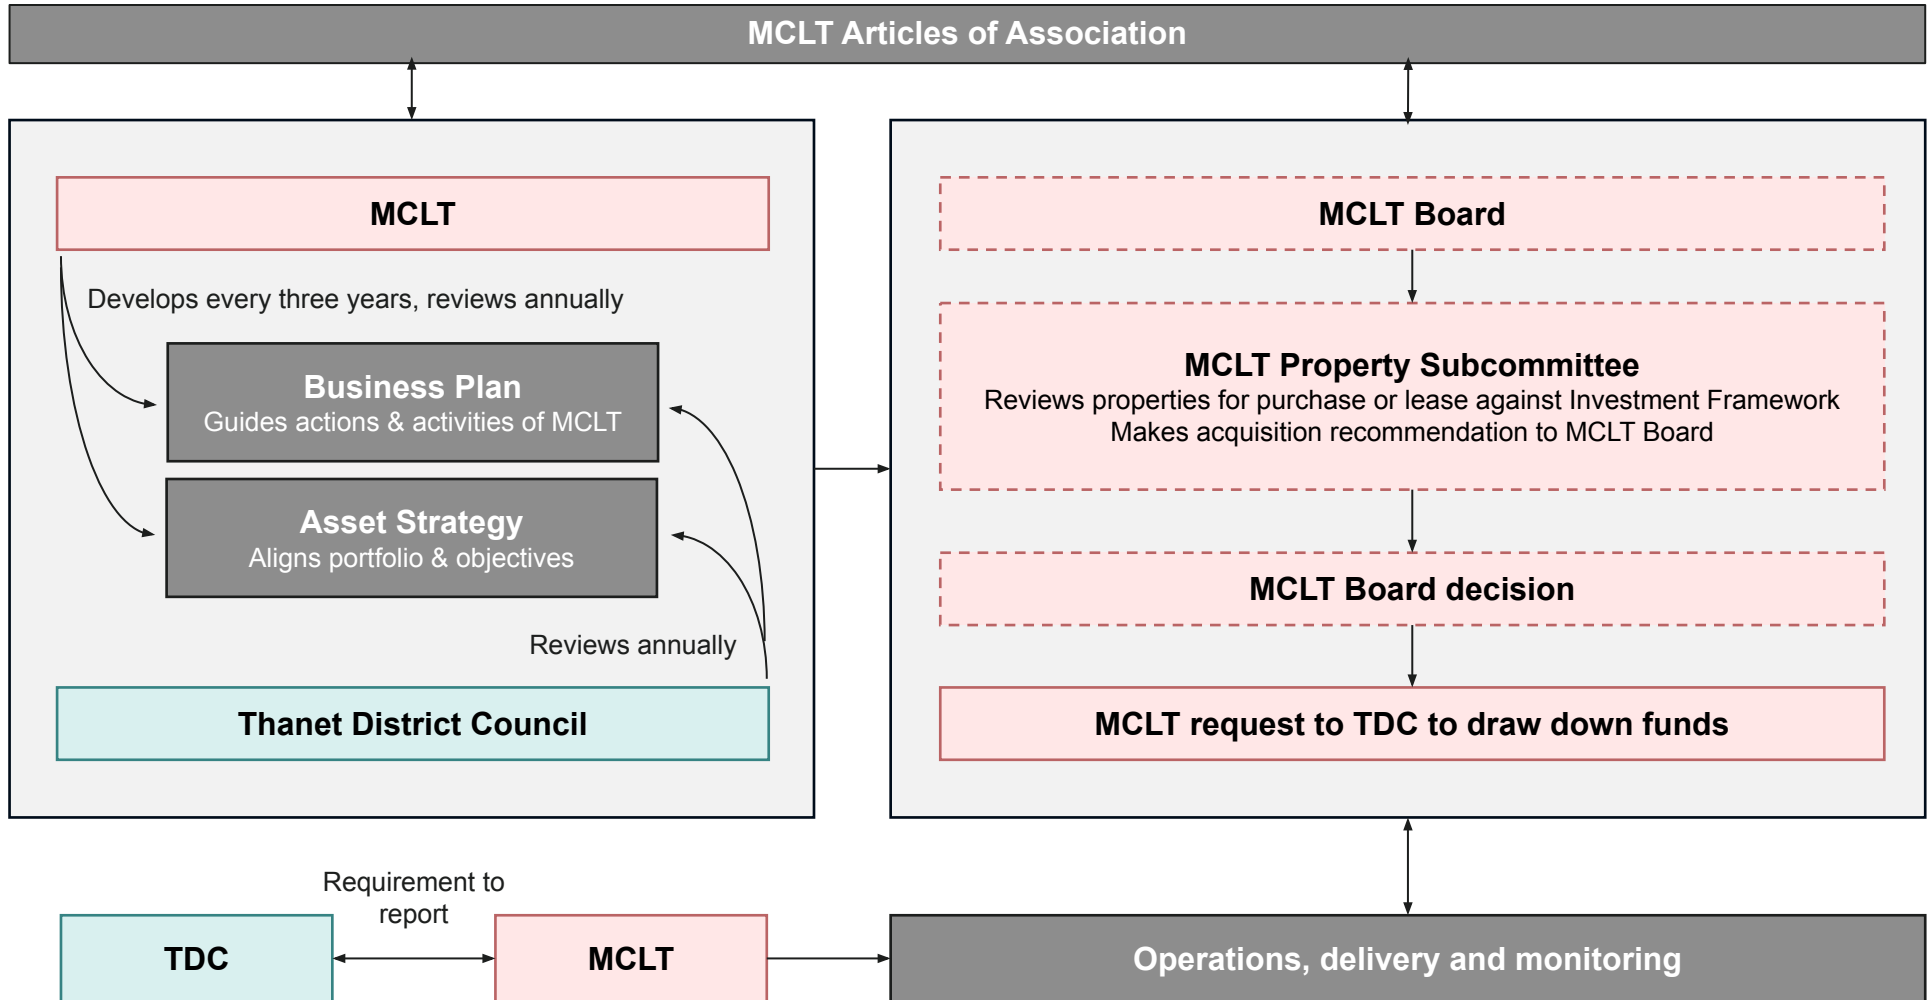 MCLT Articles of Association
MCLT
Develops every three years, reviews annually
Business Plan
Guides actions & activities of MCLT
Asset Strategy
Aligns portfolio & objectives
Reviews annually
Thanet District Council
MCLT Board
MCLT Property Subcommittee
Reviews properties for purchase or lease against Investment Framework
Makes acquisition recommendation to MCLT Board
MCLT Board decision
MCLT request to TDC to draw down funds
Requirement to
report
TDC
MCLT
Operations, delivery and monitoring